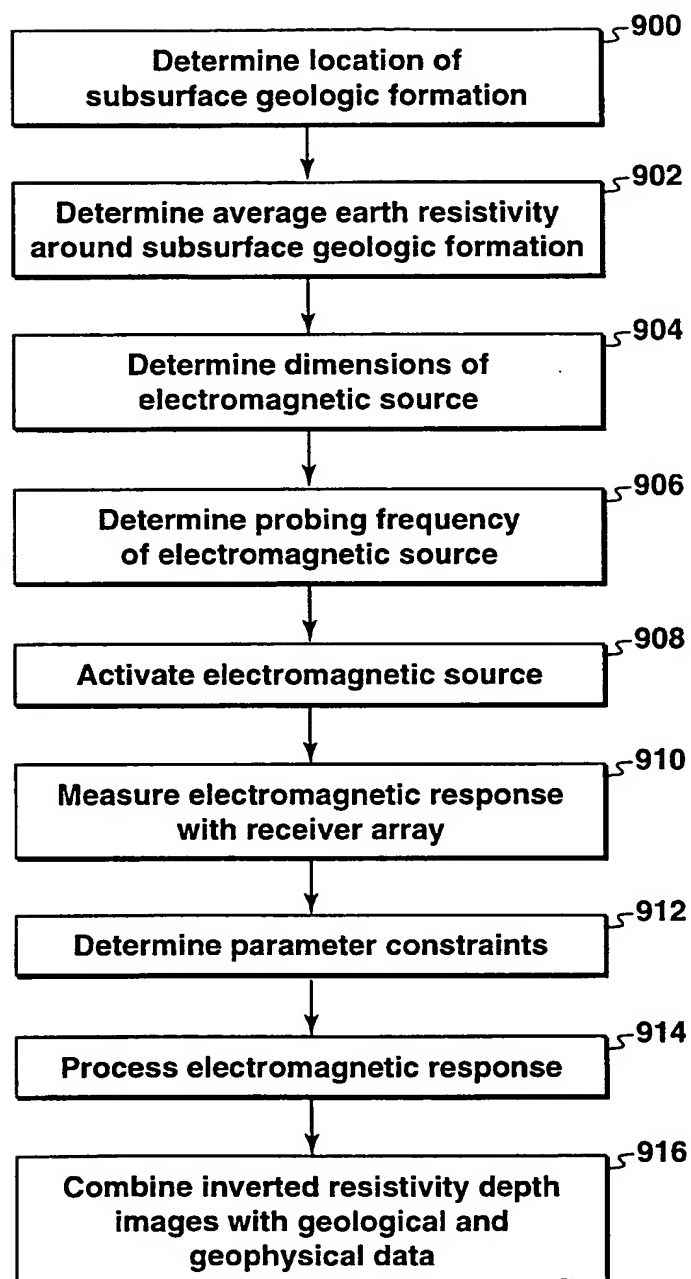 900
Determine location of
subsurface geologic formation
902
Determine average earth resistivity
around subsurface geologic formation
904
Determine dimensions of
electromagnetic source
906
Determine probing frequency
of electromagnetic source
908
Activate electromagnetic source
910
Measure electromagnetic response
with receiver array
912
Determine parameter constraints
914
Process electromagnetic response
916
Combine inverted resistivity depth
images with geological and
geophysical data